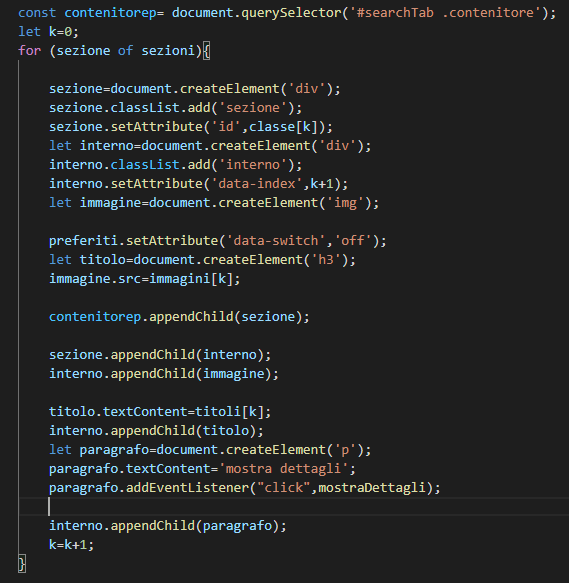 const contenitorep= document.querySelector('#searchTab .contenitore');
let k=0;
for (sezione of sezioni){
sezione=document.createElement('div');
sezione.classList.add('sezione');
sezione.setAttribute('id',classe[k]);
let interno=document.createElement('div');
interno.classList.add('interno');
interno.setAttribute('data-index',k+1);
let immagine=document.createElement('img');
preferiti.setAttribute('data-switch','off');
let titolo=document.createElement('h3');
immagine.src=immagini[k];
contenitorep.appendChild(sezione);
sezione.appendChild(interno);
interno.appendChild(immagine);
titolo.textContent=titoli[k];
interno.appendChild(titolo);
let paragrafo=document.createElement('p');
paragrafo.textContent='mostra dettagli';
paragrafo.addEventListener("click",mostraDettagli);
interno.appendChild(paragrafo);
k=k+1;
}